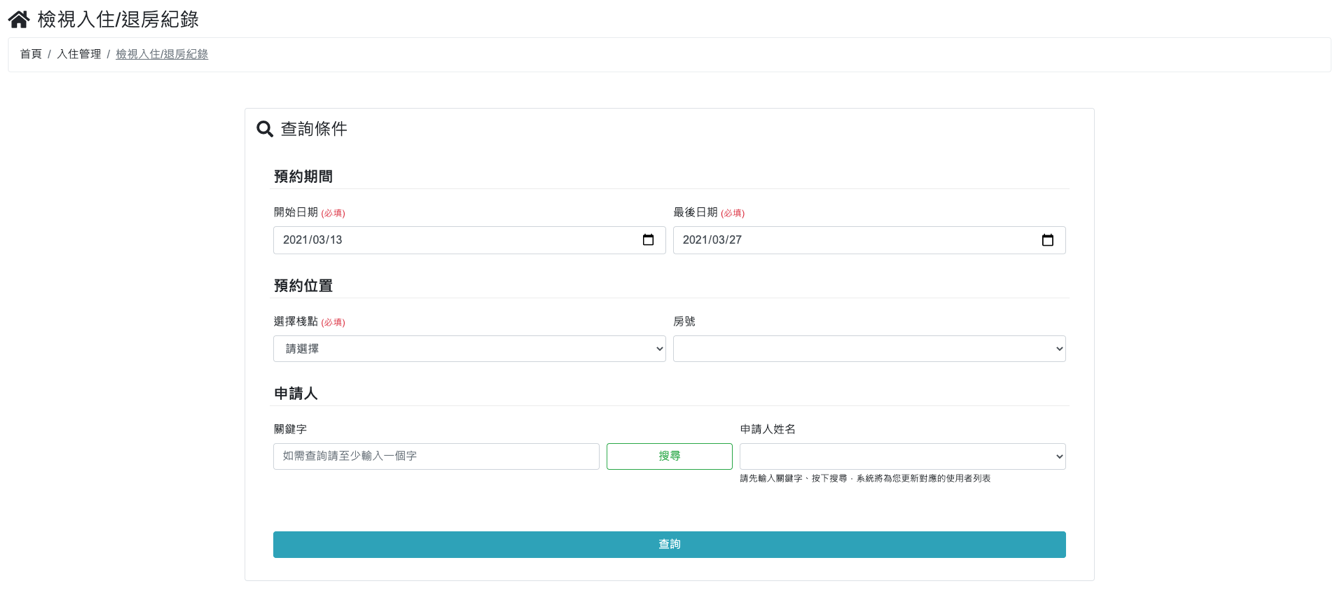 檢視入住/退房紀錄
首頁 / 入住管理 / 檢視入住/退房紀錄
查詢條件
預約期間
開始日期 (必填) 最後日期 (必填)
2021/03/13 2021/03/27
預約位置
選擇棧點 (必填) 房號
請選擇
申請人
關鍵字 申請人姓名
如需查詢請至少輸入一個字 搜尋
請先輸入關鍵字、按下搜尋，系統將為您更新對應的使用者列表
查詢